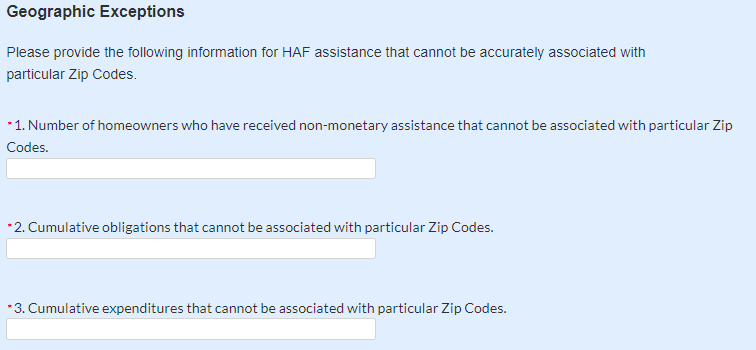 Geographic Exceptions
Please provide the following information for HAF assistance that cannot be accurately associated with
particular Zip Codes.
*1. Number of homeowners who have received non-monetary assistance that cannot be associated with particular Zip
Codes.
*2. Cumulative obligations that cannot be associated with particular Zip Codes.
*3. Cumulative expenditures that cannot be associated with particular Zip Codes.